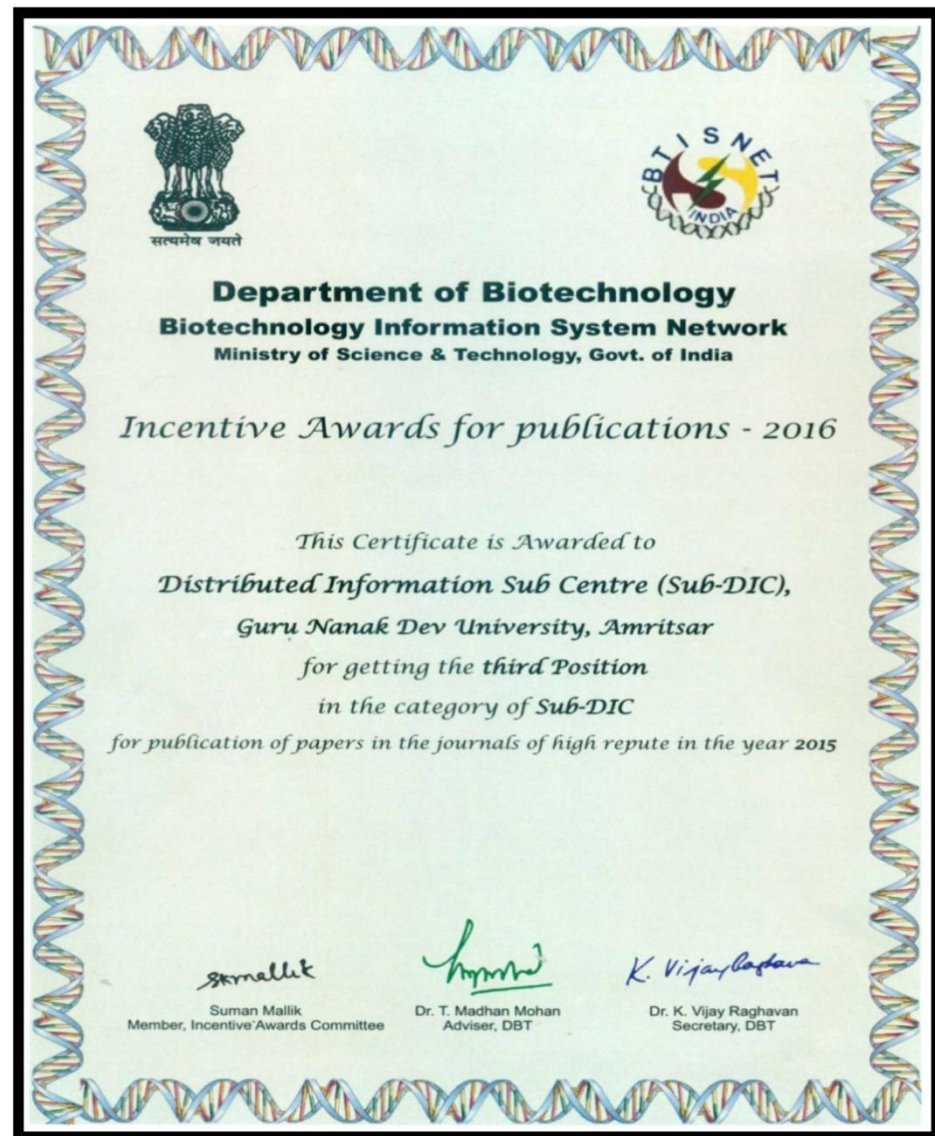 सत्यमेव जयते
BTISNET
INDIA
Department of Biotechnology
Biotechnology Information System Network
Ministry of Science & Technology, Govt. of India
Incentive Awards for publications - 2016
This Certificate is Awarded to
Distributed Information Sub Centre (Sub-DIC),
Guru Nanak Dev University, Amritsar
for getting the third Position
in the category of Sub-DIC
for publication of papers in the journals of high repute in the year 2015
skmallik
K. VijayRaghava
Suman Mallik
Member, Incentive Awards Committee
Dr. T. Madhan Mohan
Adviser, DBT
Dr. K. Vijay Raghavan
Secretary, DBT